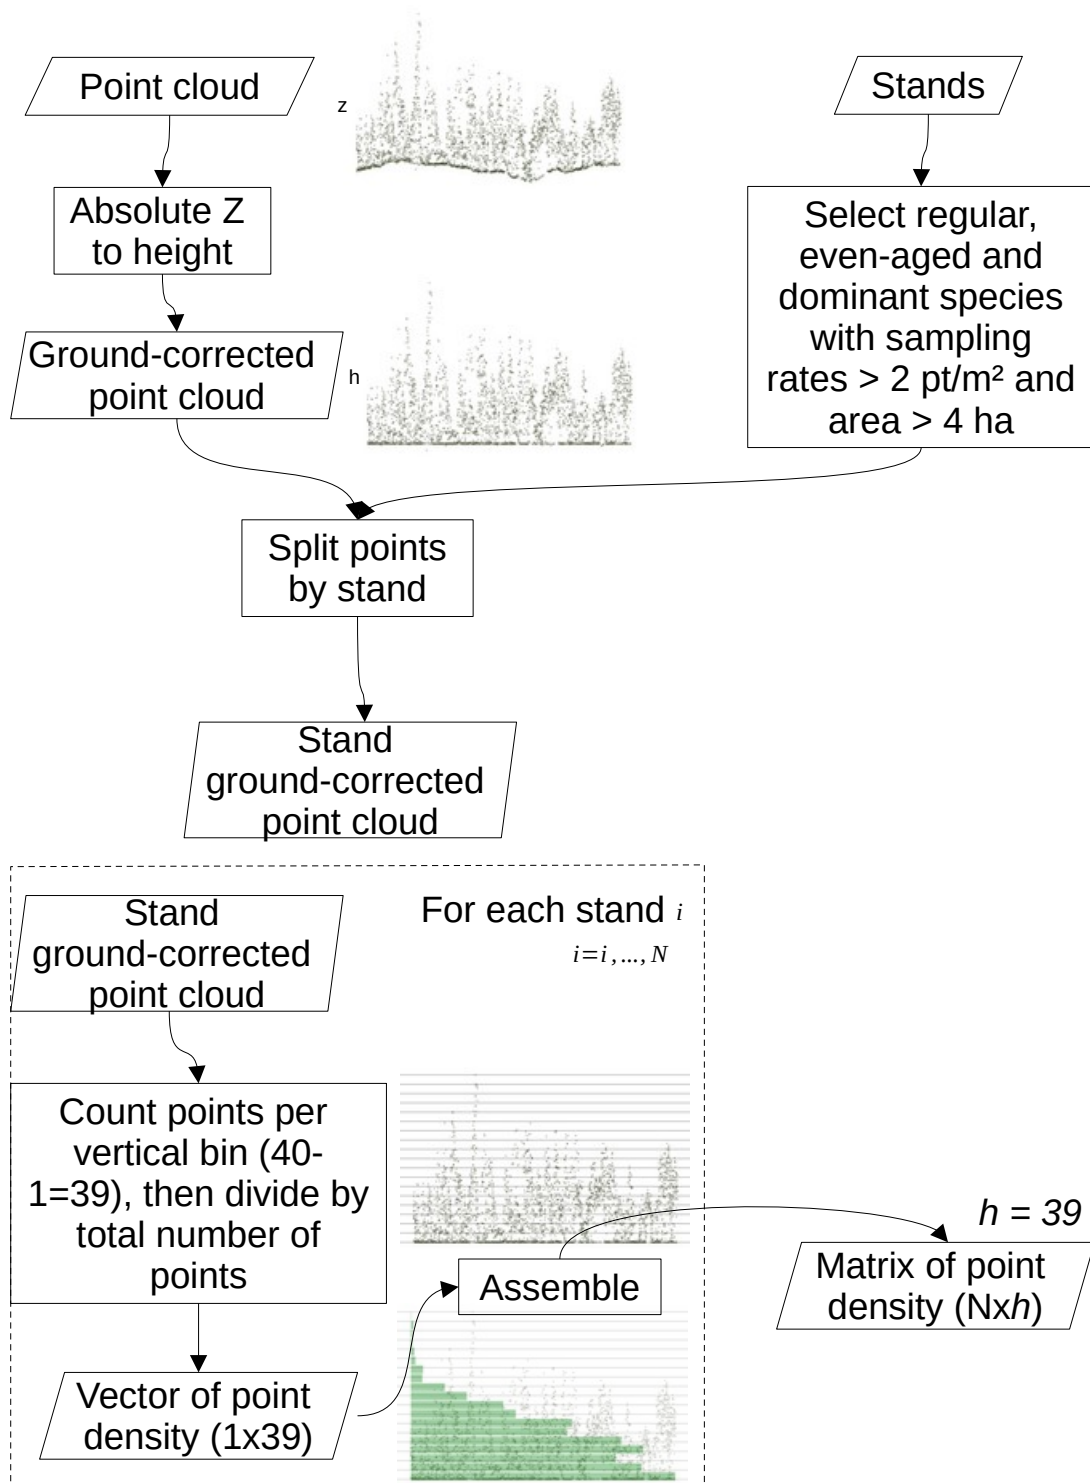 Point cloud
z
Stands
Absolute Z
to height
Select regular,
even-aged and
dominant species
with sampling
rates > 2 pt/m² and
area > 4 ha
Ground-corrected
point cloud
h
Split points
by stand
Stand
ground-corrected
point cloud
Stand
ground-corrected
point cloud
For each stand i
i=i,...,N
Count points per
vertical bin (40-
1=39), then divide by
total number of
points
h = 39
Assemble
Matrix of point
density (Nxh)
Vector of point
density (1x39)